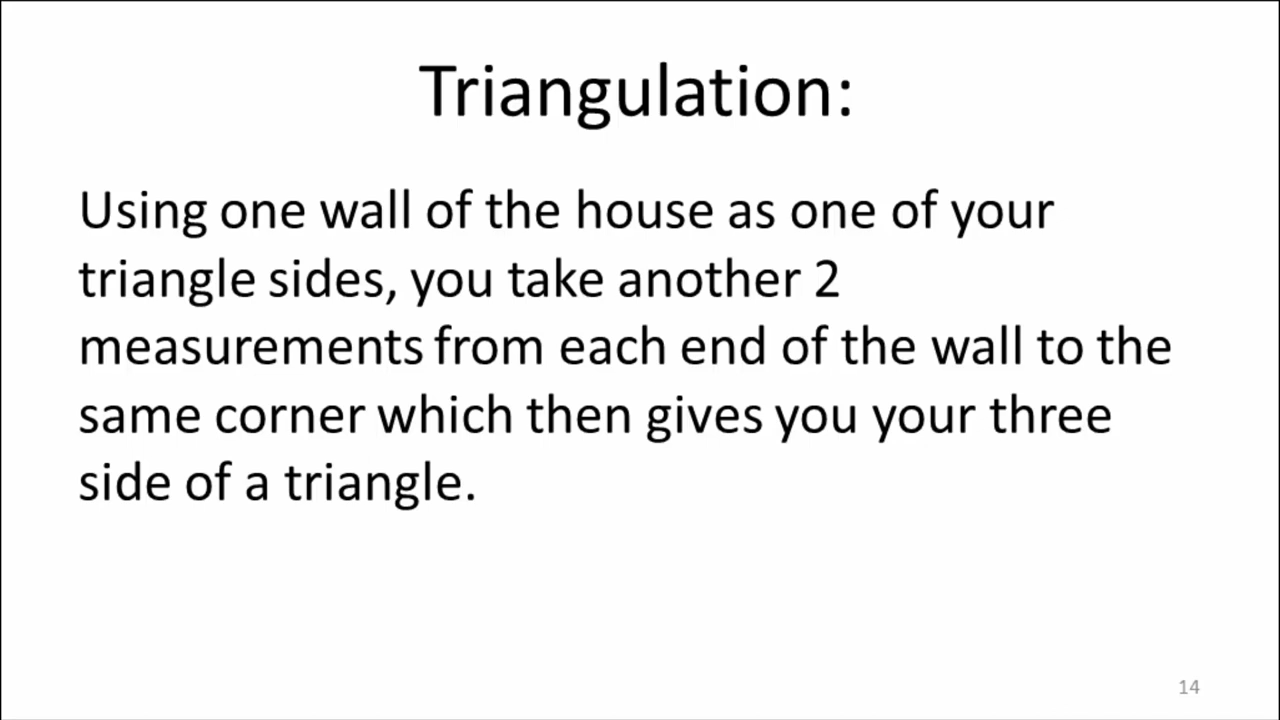 Triangulation:
Using one wall of the house as one of your
triangle sides, you take another 2
measurements from each end of the wall to the
same corner which then gives you your three
side of a triangle.
14